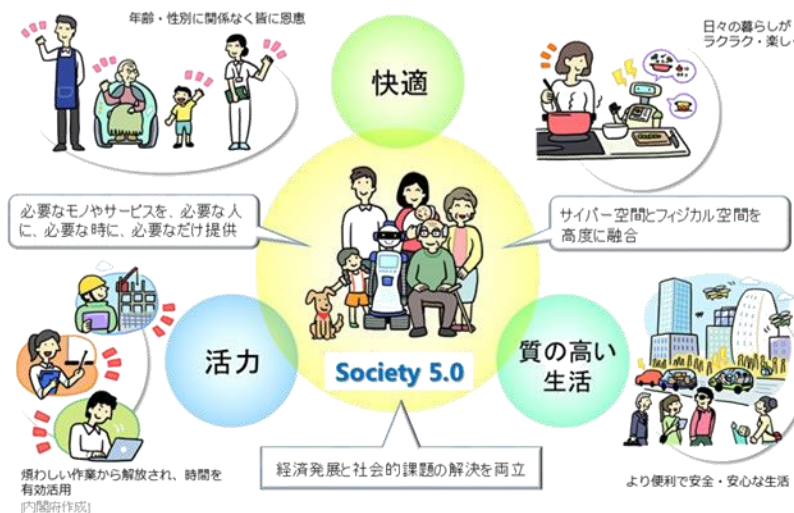 年齢・性別に関係なく皆に恩恵
日々の暮らしが
ラクラク・楽し
快適
必要なモノやサービスを、必要な人
に、必要な時に、必要なだけ提供
サイバー空間とフィジカル空間を
高度に融合
活力
Society 5.0
質の高い
生活
経済発展と社会的課題の解決を両立
煩わしい作業から解放され、時間を
有効活用
[内閣府作成]
より便利で安全・安心な生活